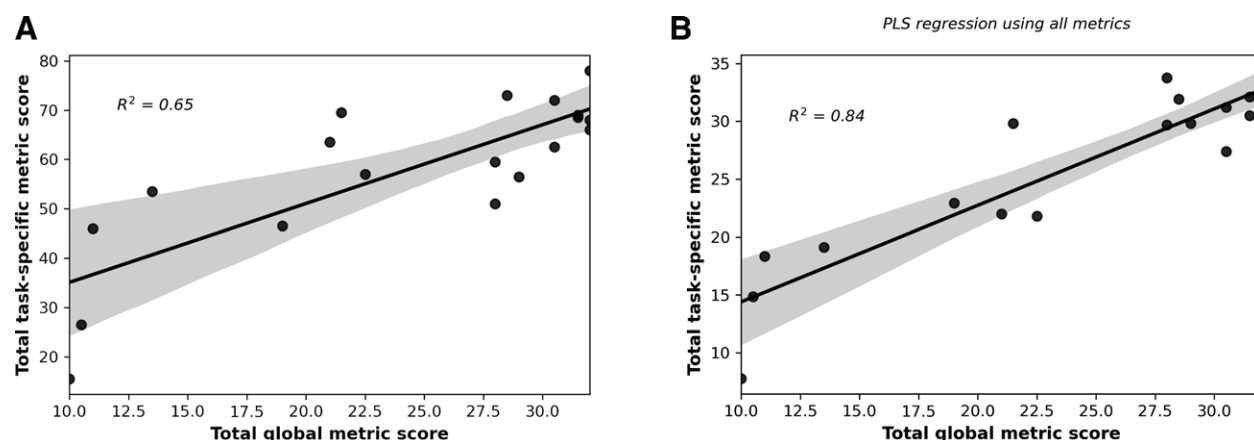 A
R² = 0.65
80
70
60
50
40
30
20
10.0 12.5 15.0 17.5 20.0 22.5 25.0 27.5 30.0
Total task-specific metric score
Total global metric score
B
PLS regression using all metrics
R² = 0.84
35
30
25
20
15
10
10.0 12.5 15.0 17.5 20.0 22.5 25.0 27.5 30.0
Total task-specific metric score
Total global metric score